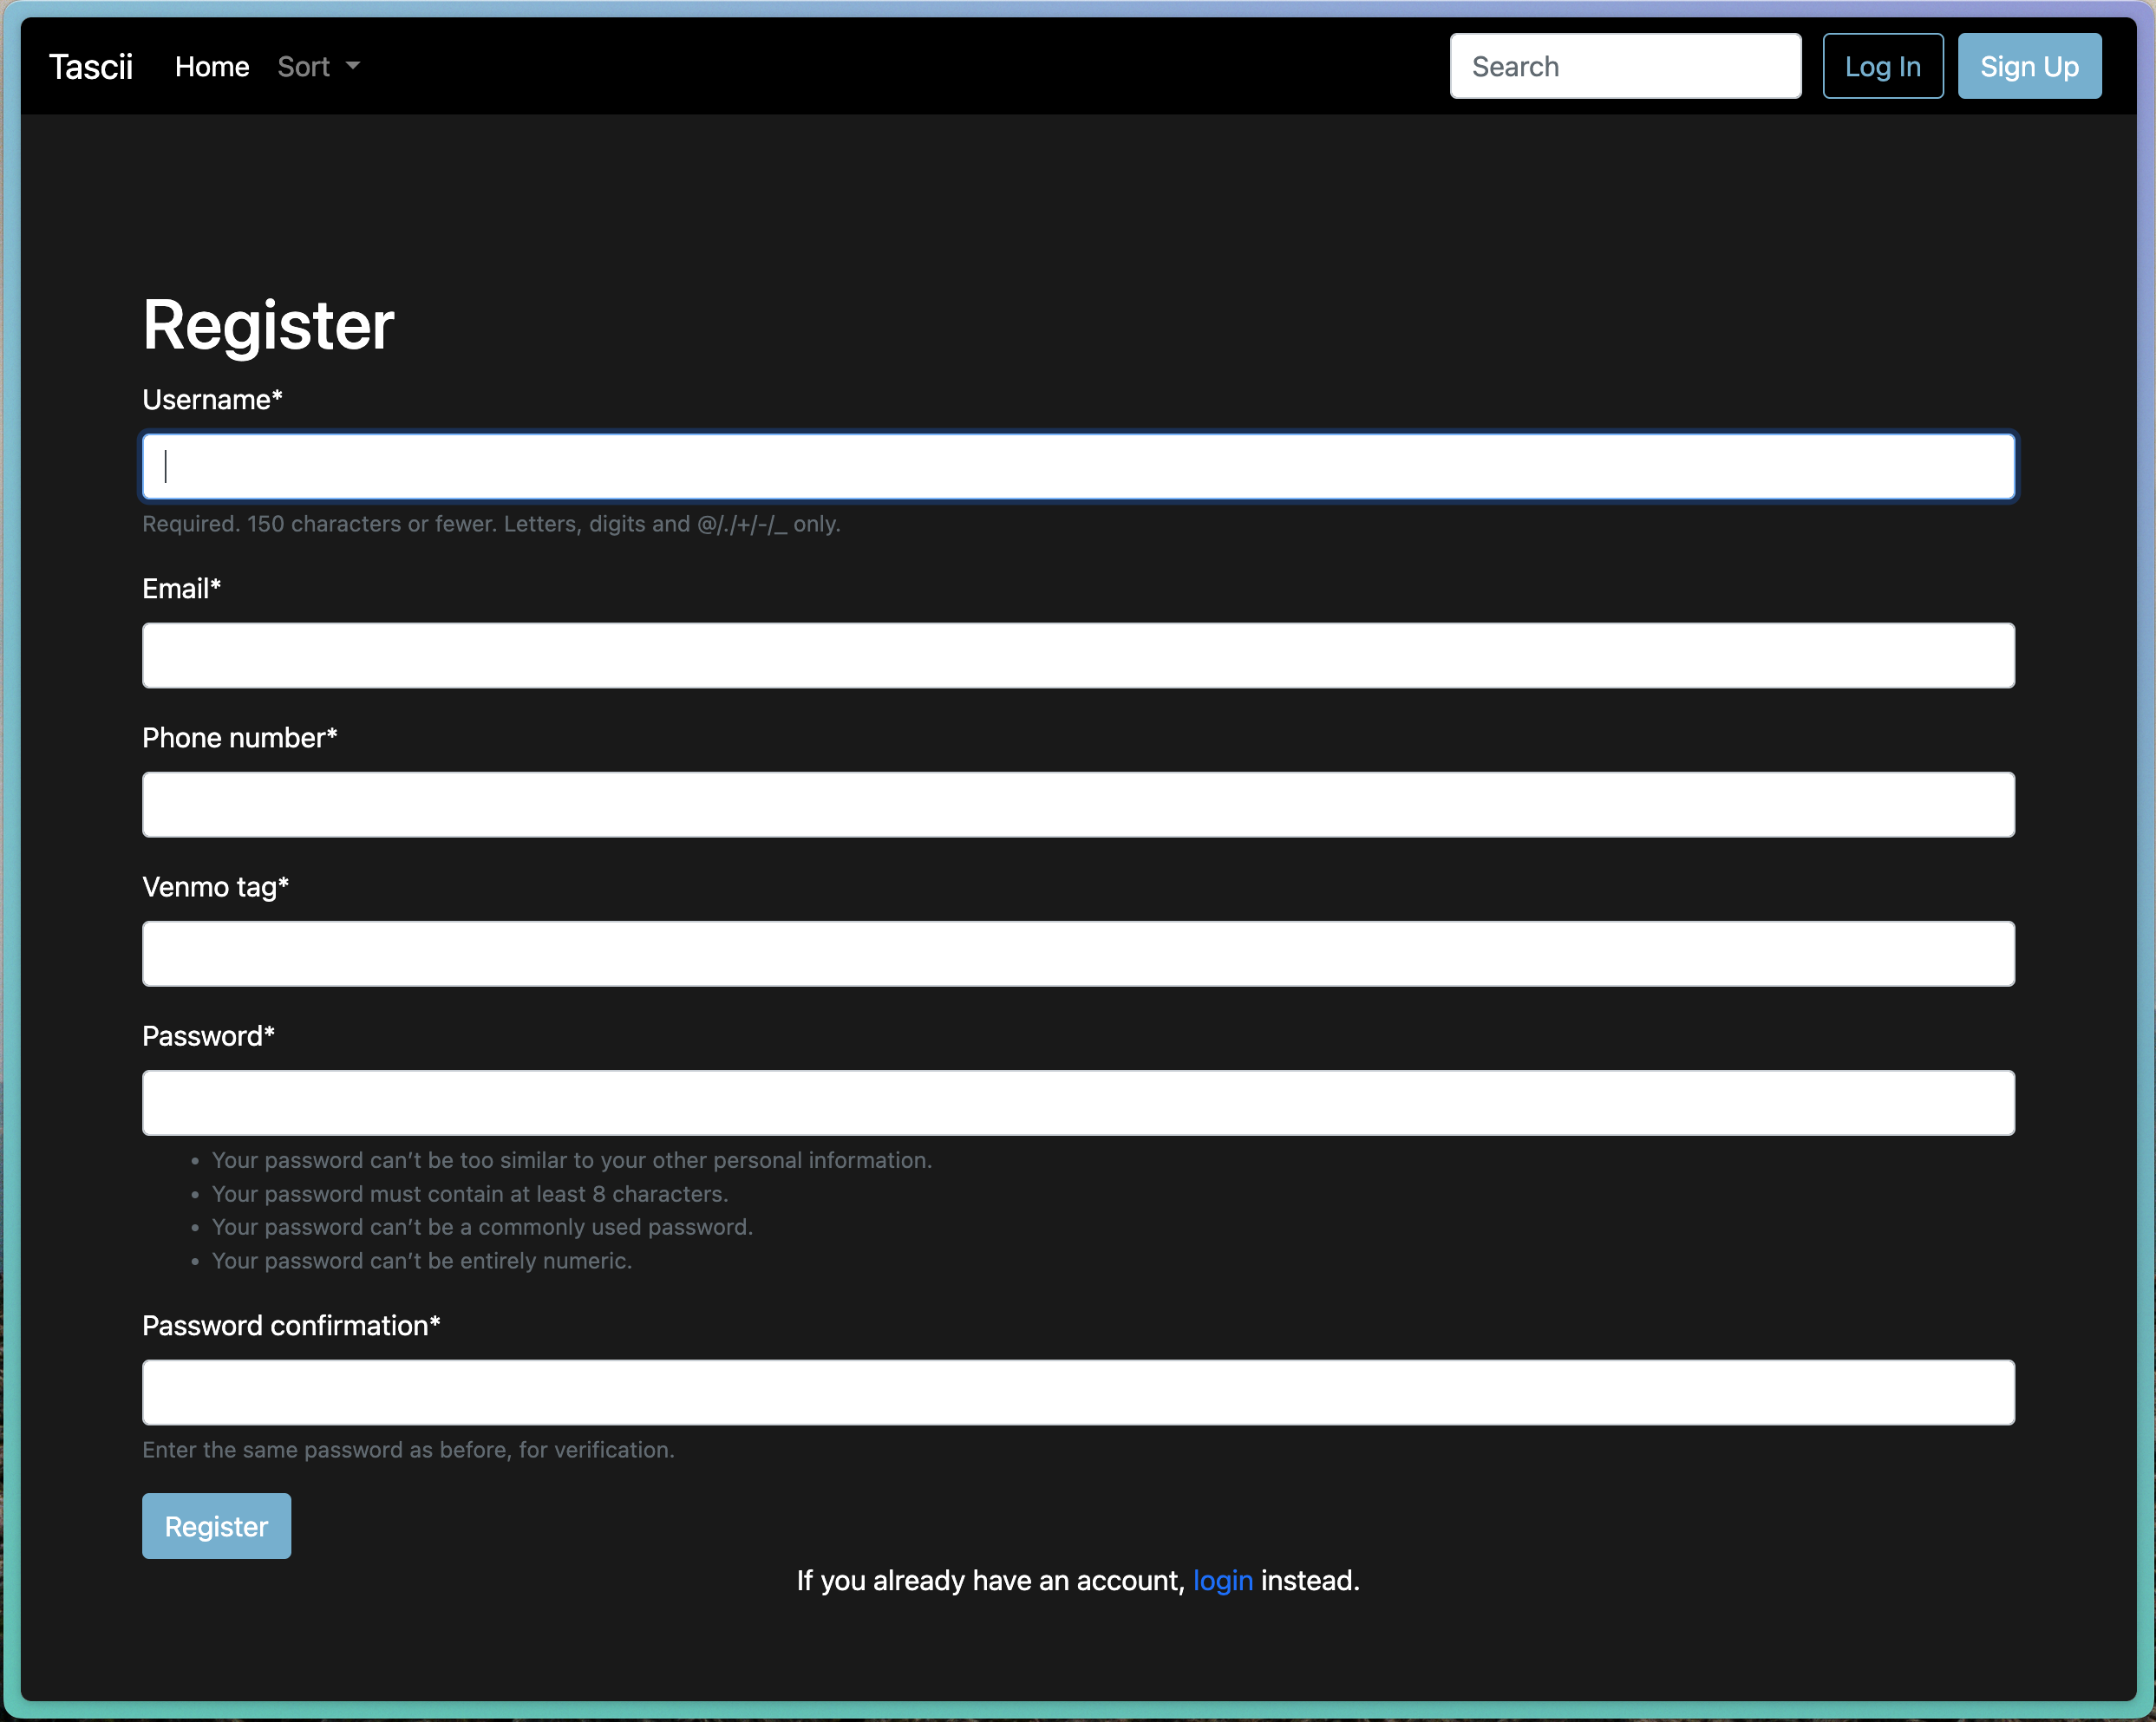 Tascii Home Sort Search Log In Sign Up
Register
Username*
Required. 150 characters or fewer. Letters, digits and @/./+/-/_ only.
Email*
Phone number*
Venmo tag*
Password*
• Your password can’t be too similar to your other personal information.
• Your password must contain at least 8 characters.
• Your password can’t be a commonly used password.
• Your password can’t be entirely numeric.
Password confirmation*
Enter the same password as before, for verification.
Register
If you already have an account, login instead.